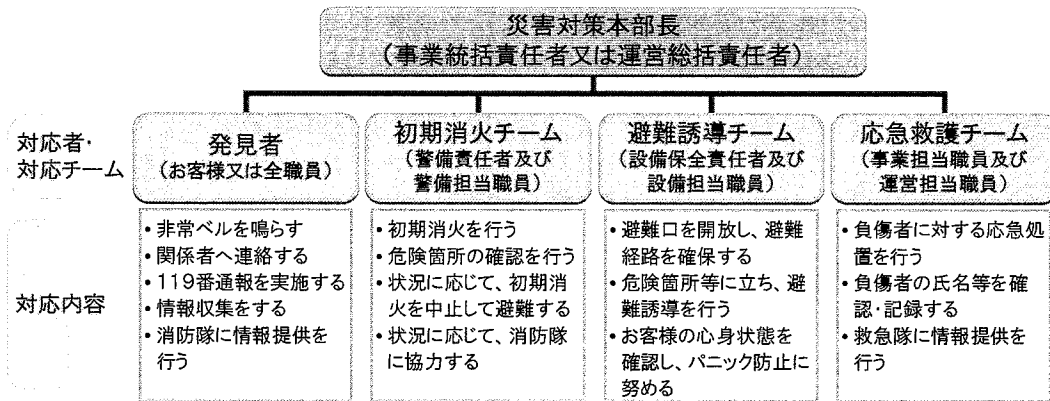 災害対策本部長
（事業統括責任者又は運営総括責任者）
対応者・
対応チーム
発見者
（お客様又は全職員）
初期消火チーム
（警備責任者及び
警備担当職員）
避難誘導チーム
（設備保全責任者及び
設備担当職員）
応急救護チーム
（事業担当職員及び
運営担当職員）
対応内容
・非常ベルを鳴らす
・関係者へ連絡する
・119番通報を実施する
・情報収集をする
・消防隊に情報提供を
行う
・初期消火を行う
・危険箇所の確認を行う
・状況に応じて、初期消
火を中止して避難する
・状況に応じて、消防隊
に協力する
・避難口を開放し、避難
経路を確保する
・危険箇所等に立ち、避
難誘導を行う
・お客様の心身状態を
確認し、パニック防止に
努める
・負傷者に対する応急処
置を行う
・負傷者の氏名等を確
認・記録する
・救急隊に情報提供を
行う